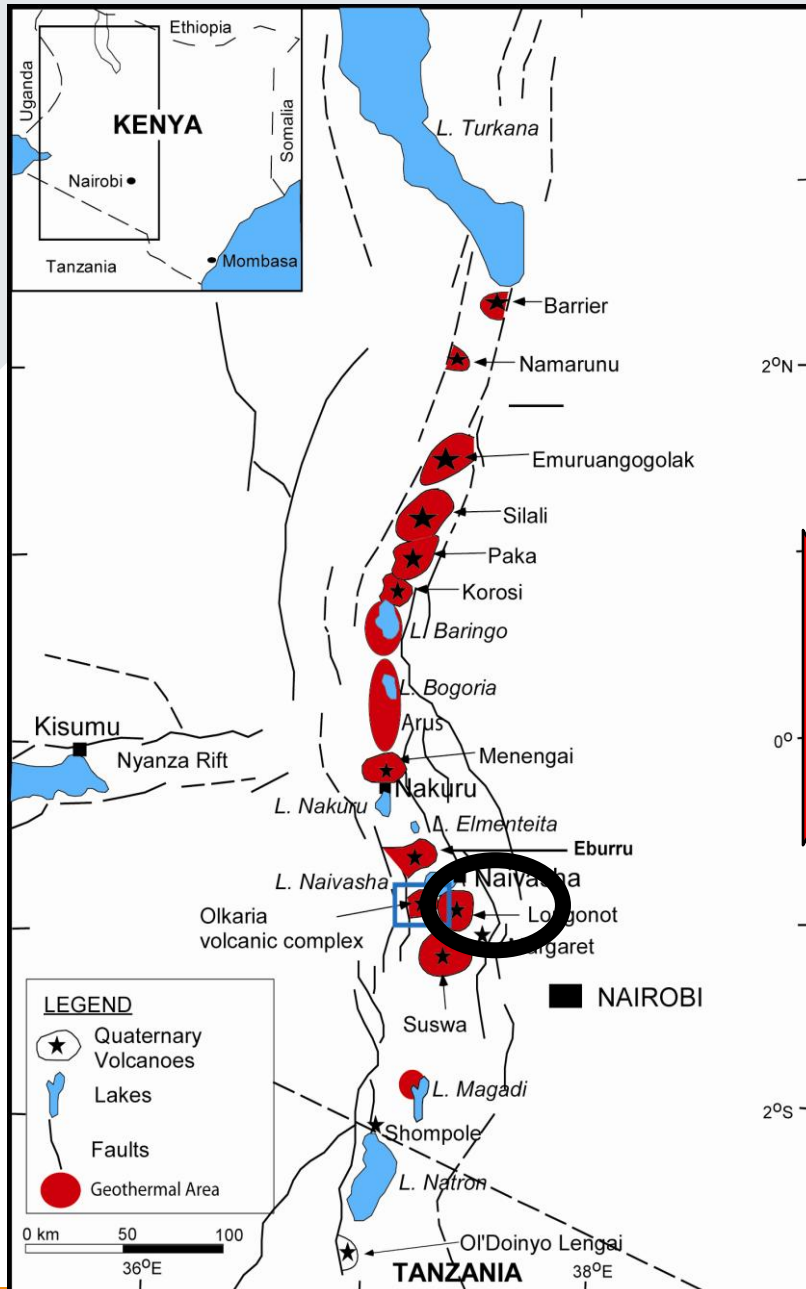 Ethiopia
Uganda
KENYA
Somalia
Nairobi
Tanzania
Mombasa
L. Turkana
Barrier
Namarunu
2°N
Emuruangogolak
Silali
Paka
Korosi
L. Baringo
L. Bogoria
Arus
Kisumu
0°
Nyanza Rift
Menengai
Nakuru
L. Nakuru
L. Elmenteita
Eburru
L. Naivasha
Naivasha
Olkaria
volcanic complex
Longonot
NAIROBI
Suswa
LEGEND
Quaternary
Volcanoes
Lakes
Faults
Geothermal Area
L. Magadi
2°S
Shompole
L. Natron
0 km 50 100
36°E
Ol'Doinyo Lengai
TANZANIA
38°E